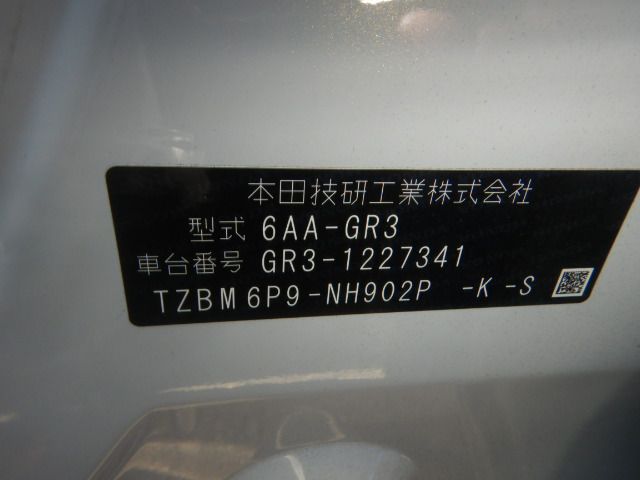 本田技研工業株式会社
型式 6AA-GR3
車台番号 GR3-1227341
TZBM6P9-NH902P -K -S